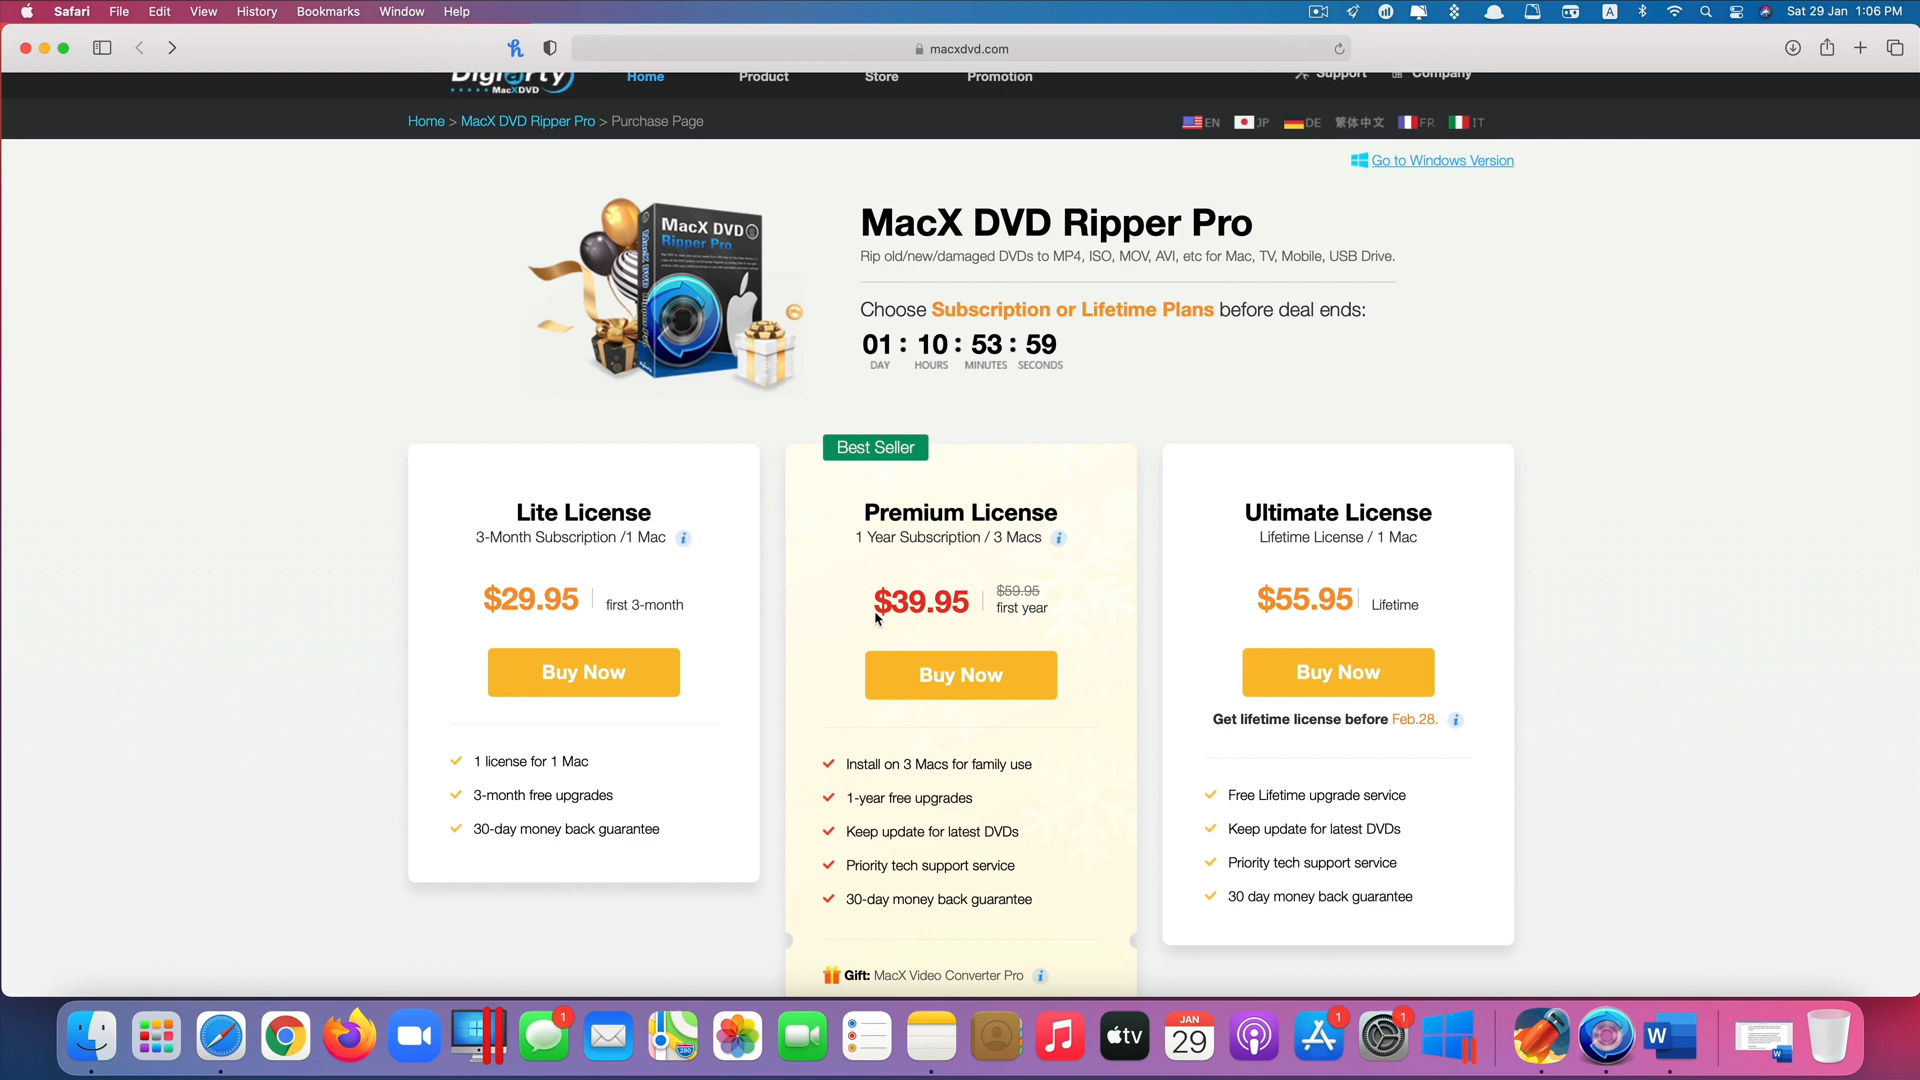 Safari File Edit View History Bookmarks Window Help
Sat 29 Jan 1:06 PM
macxdvd.com
Digiarty
MacXDVD
Home Product Store Promotion Support Company
Home > MacX DVD Ripper Pro > Purchase Page
EN JP DE 繁体中文 FR IT
Go to Windows Version
MacX DVD
Ripper Pro
MacX DVD Ripper Pro
Rip old/new/damaged DVDs to MP4, ISO, MOV, AVI, etc for Mac, TV, Mobile, USB Drive.
Choose Subscription or Lifetime Plans before deal ends:
01 : 10 : 53 : 59
DAY HOURS MINUTES SECONDS
Lite License
3-Month Subscription /1 Mac
$29.95 first 3-month
Buy Now
1 license for 1 Mac
3-month free upgrades
30-day money back guarantee
Best Seller
Premium License
1 Year Subscription / 3 Macs
$39.95 $59.95
first year
Buy Now
Install on 3 Macs for family use
1-year free upgrades
Keep update for latest DVDs
Priority tech support service
30-day money back guarantee
Gift: MacX Video Converter Pro
Ultimate License
Lifetime License / 1 Mac
$55.95 Lifetime
Buy Now
Get lifetime license before Feb.28.
Free Lifetime upgrade service
Keep update for latest DVDs
Priority tech support service
30 day money back guarantee
1
280
tv
JAN
29
1
1
W
W